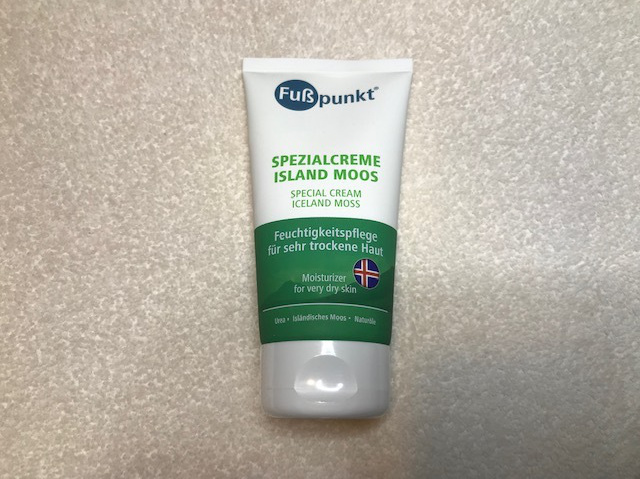 Fußpunkt®
SPEZIALCREME
ISLAND MOOS
SPECIAL CREAM
ICELAND MOSS
Feuchtigkeitspflege
für sehr trockene Haut
Moisturizer
for very dry skin
Urea • Isländisches Moos • Naturöle